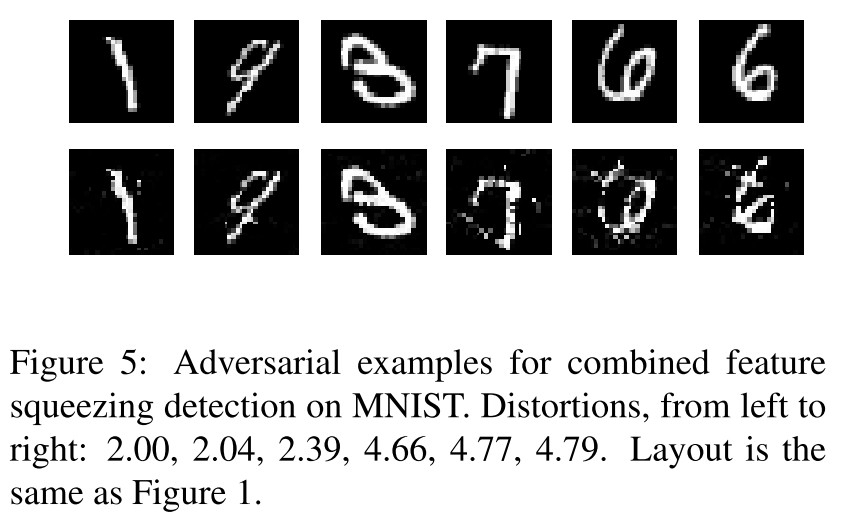 Figure 5: Adversarial examples for combined feature
squeezing detection on MNIST. Distortions, from left to
right: 2.00, 2.04, 2.39, 4.66, 4.77, 4.79. Layout is the
same as Figure 1.